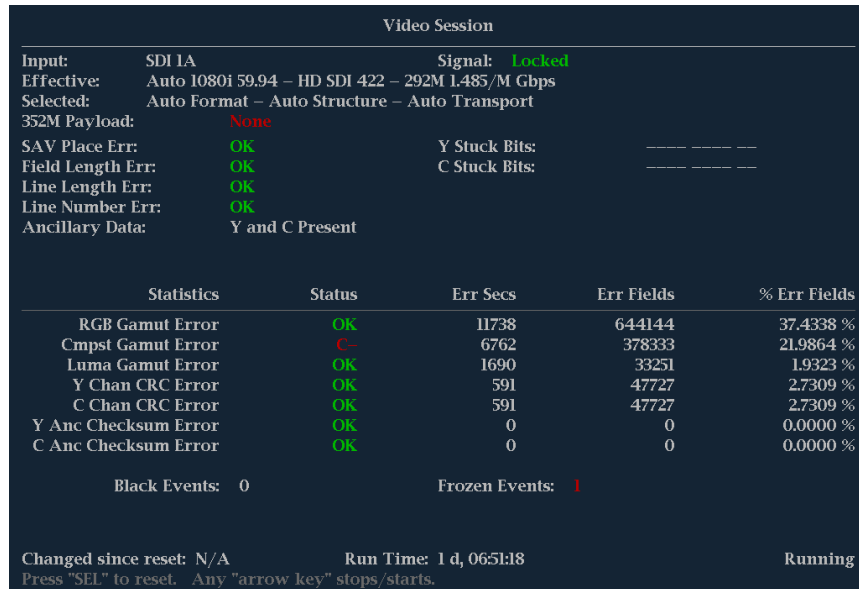 Video Session
Input: SDI 1A Signal: Locked
Effective: Auto 1080i 59.94 – HD SDI 422 – 292M 1.485/M Gbps
Selected: Auto Format – Auto Structure – Auto Transport
352M Payload: None
SAV Place Err: OK Y Stuck Bits: –––– –––– ––
Field Length Err: OK C Stuck Bits: –––– –––– ––
Line Length Err: OK
Line Number Err: OK
Ancillary Data: Y and C Present
Statistics Status Err Secs Err Fields % Err Fields
RGB Gamut Error OK 11738 644144 37.4338 %
Cmpst Gamut Error C– 6762 378333 21.9864 %
Luma Gamut Error OK 1690 33251 1.9323 %
Y Chan CRC Error OK 591 47727 2.7309 %
C Chan CRC Error OK 591 47727 2.7309 %
Y Anc Checksum Error OK 0 0 0.0000 %
C Anc Checksum Error OK 0 0 0.0000 %
Black Events: 0 Frozen Events: 1
Changed since reset: N/A Run Time: 1 d, 06:51:18 Running
Press "SEL" to reset. Any "arrow key" stops/starts.